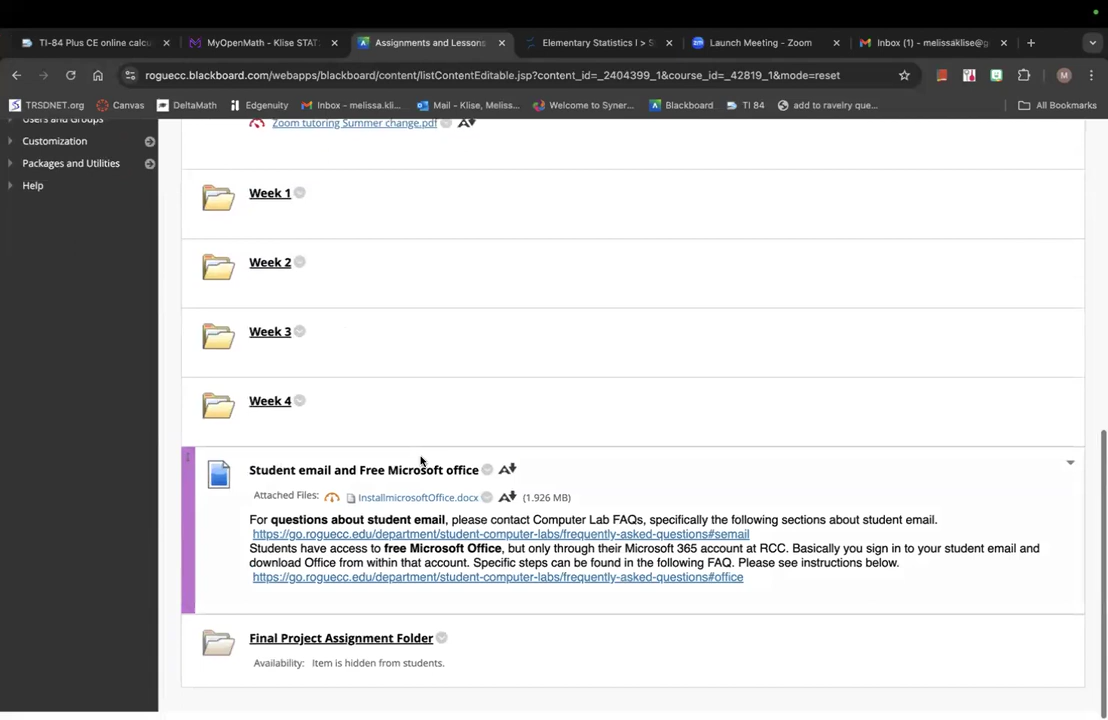 TI-84 Plus CE online calcu
MyOpenMath - Klise STAT
Assignments and Lessons
Elementary Statistics I > S
Launch Meeting - Zoom
Inbox (1) - melissaklise@g
roguecc.blackboard.com/webapps/blackboard/content/listContentEditable.jsp?content_id=_2404399_1&course_id=_42819_1&mode=reset
M
TRSDNET.org
Canvas
DeltaMath
Edgenuity
Inbox - melissa.kli...
Mail - Klise, Meliss...
Welcome to Syner...
Blackboard
TI 84
add to ravelry que...
All Bookmarks
Users and Groups
Customization
Packages and Utilities
Help
Zoom tutoring Summer change.pdf
Week 1
Week 2
Week 3
Week 4
Student email and Free Microsoft office
Attached Files: InstallmicrosoftOffice.docx (1.926 MB)
For questions about student email, please contact Computer Lab FAQs, specifically the following sections about student email.
https://go.roguecc.edu/department/student-computer-labs/frequently-asked-questions#semail
Students have access to free Microsoft Office, but only through their Microsoft 365 account at RCC. Basically you sign in to your student email and
download Office from within that account. Specific steps can be found in the following FAQ. Please see instructions below.
https://go.roguecc.edu/department/student-computer-labs/frequently-asked-questions#office
Final Project Assignment Folder
Availability: Item is hidden from students.